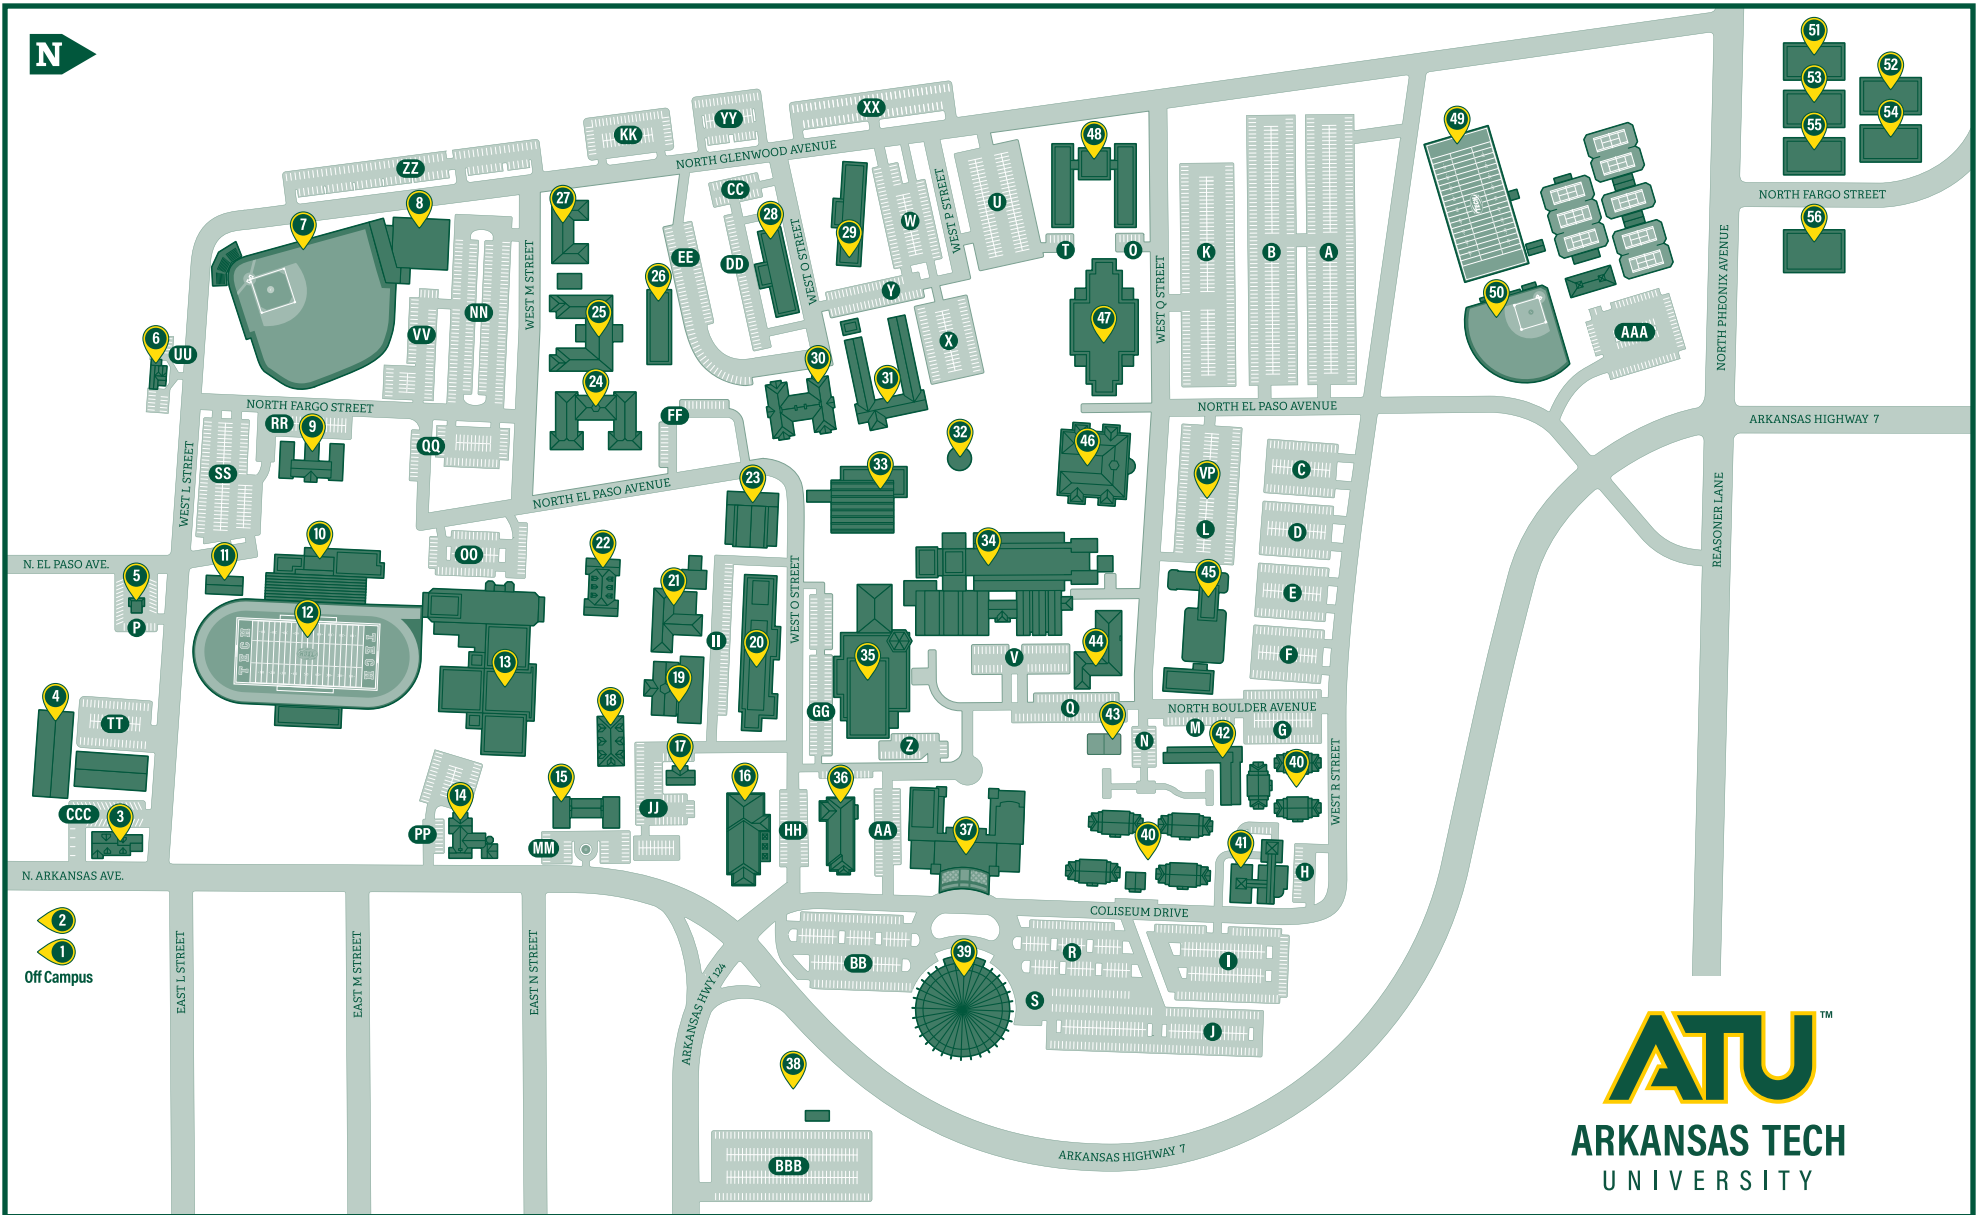 N
51
52
53
54
55
56
49
50
48
XX
YY
KK
ZZ
NORTH GLENWOOD AVENUE
CC
27
8
7
28
29
W
WEST P STREET
U
NORTH FARGO STREET
EE
DD
WEST O STREET
T
O
K
B
A
26
25
WEST M STREET
NN
VV
Y
47
WEST Q STREET
NORTH PHEONIX AVENUE
AAA
6
UU
X
30
31
24
NORTH FARGO STREET
NORTH EL PASO AVENUE
ARKANSAS HIGHWAY 7
RR
9
FF
32
46
QQ
SS
WEST L STREET
33
23
NORTH EL PASO AVENUE
VP
C
REASONER LANE
L
D
10
11
OO
22
34
N. EL PASO AVE.
5
P
12
TECH
TECH
TECH
21
II
20
WEST O STREET
45
E
13
19
35
V
44
F
4
TT
18
GG
Q
43
NORTH BOULDER AVENUE
M
G
17
Z
N
42
40
15
16
36
WEST R STREET
CCC
3
14
PP
JJ
HH
AA
37
40
41
MM
H
N. ARKANSAS AVE.
COLISEUM DRIVE
2
1
Off Campus
EAST L STREET
EAST M STREET
EAST N STREET
ARKANSAS HWY 124
BB
39
R
I
S
J
38
BBB
ARKANSAS HIGHWAY 7
ATU™
ARKANSAS TECH
UNIVERSITY